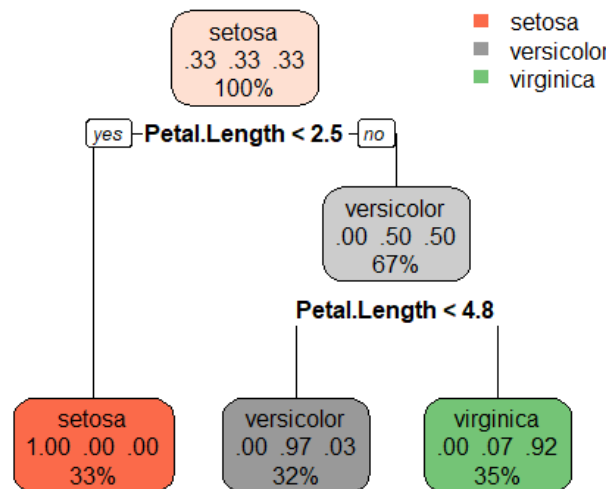 setosa
.33 .33 .33
100%
setosa
versicolor
virginica
yes Petal.Length < 2.5 no
versicolor
.00 .50 .50
67%
Petal.Length < 4.8
setosa
1.00 .00 .00
33%
versicolor
.00 .97 .03
32%
virginica
.00 .07 .92
35%